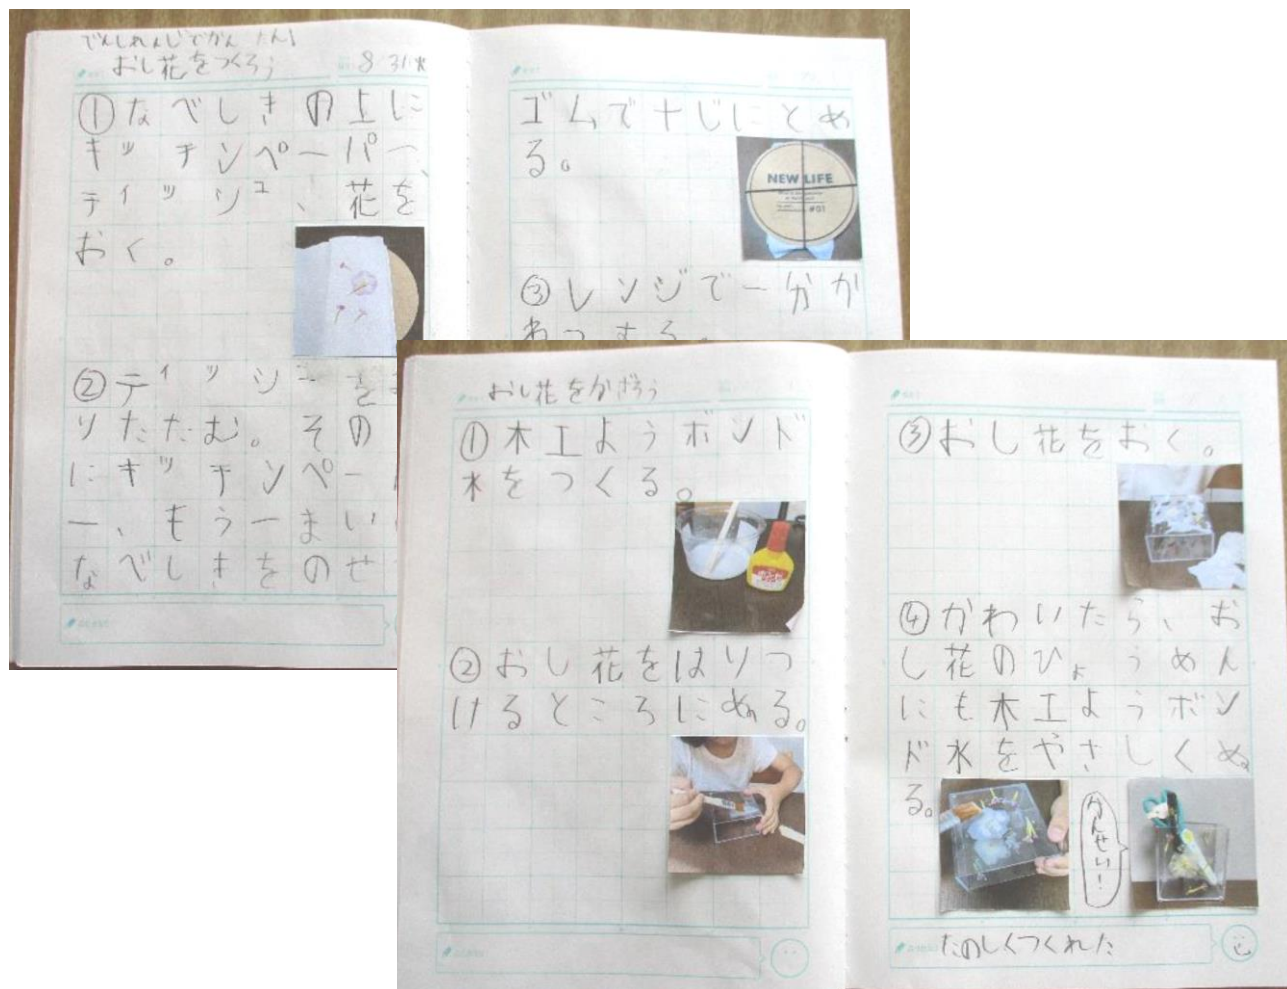 でんしれんじでかんたん!
おし花をつくろう
8/31火
①なべしきの上に
キッチンペーパー、
ティッシュ、花を
おく。
②ティッシュを
りたたむ。その
にキッチンペー
ー、もう一まい
なべしきをのせ
ゴムで十じにとめ
る。
NEW LIFE
#01
③レンジで一分か
ねつする。
おし花をかざろう
①木工ようボンド
水をつくる。
②おし花をはりつ
けるところにぬる。
③おし花をおく。
④かわいたら、お
し花のひょうめん
にも木工ようボン
ド水をやさしくぬ
る。
かんせい!
たのしくつくれた